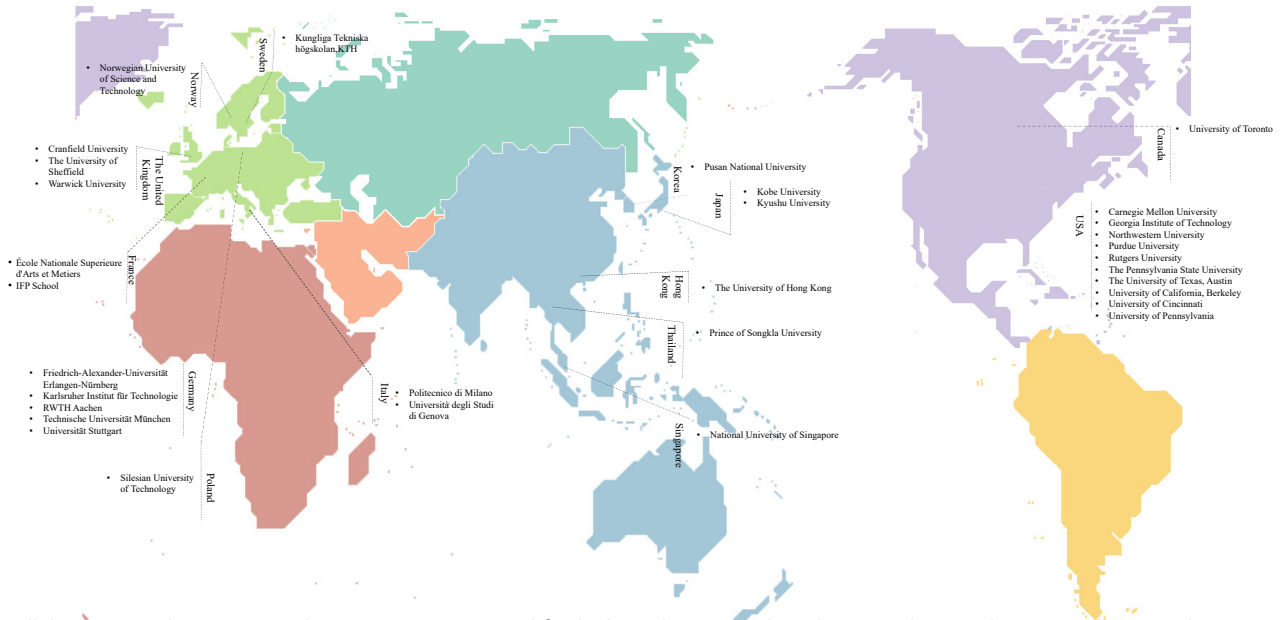 Sweden
• Kungliga Tekniska
högskolan,KTH
Norway
• Norwegian University
of Science and
Technology
The United
Kingdom
• Cranfield University
• The University of
Sheffield
• Warwick University
France
• École Nationale Superieure
d'Arts et Metiers
• IFP School
Germany
• Friedrich-Alexander-Universität
Erlangen-Nürnberg
• Karlsruher Institut für Technologie
• RWTH Aachen
• Technische Universität München
• Universität Stuttgart
Poland
• Silesian University
of Technology
Italy
• Politecnico di Milano
• Università degli Studi
di Genova
Korea
• Pusan National University
Japan
• Kobe University
• Kyushu University
Hong
Kong
• The University of Hong Kong
Thailand
• Prince of Songkla University
Singapore
• National University of Singapore
Canada
• University of Toronto
USA
• Carnegie Mellon University
• Georgia Institute of Technology
• Northwestern University
• Purdue University
• Rutgers University
• The Pennsylvania State University
• The University of Texas, Austin
• University of California, Berkeley
• University of Cincinnati
• University of Pennsylvania